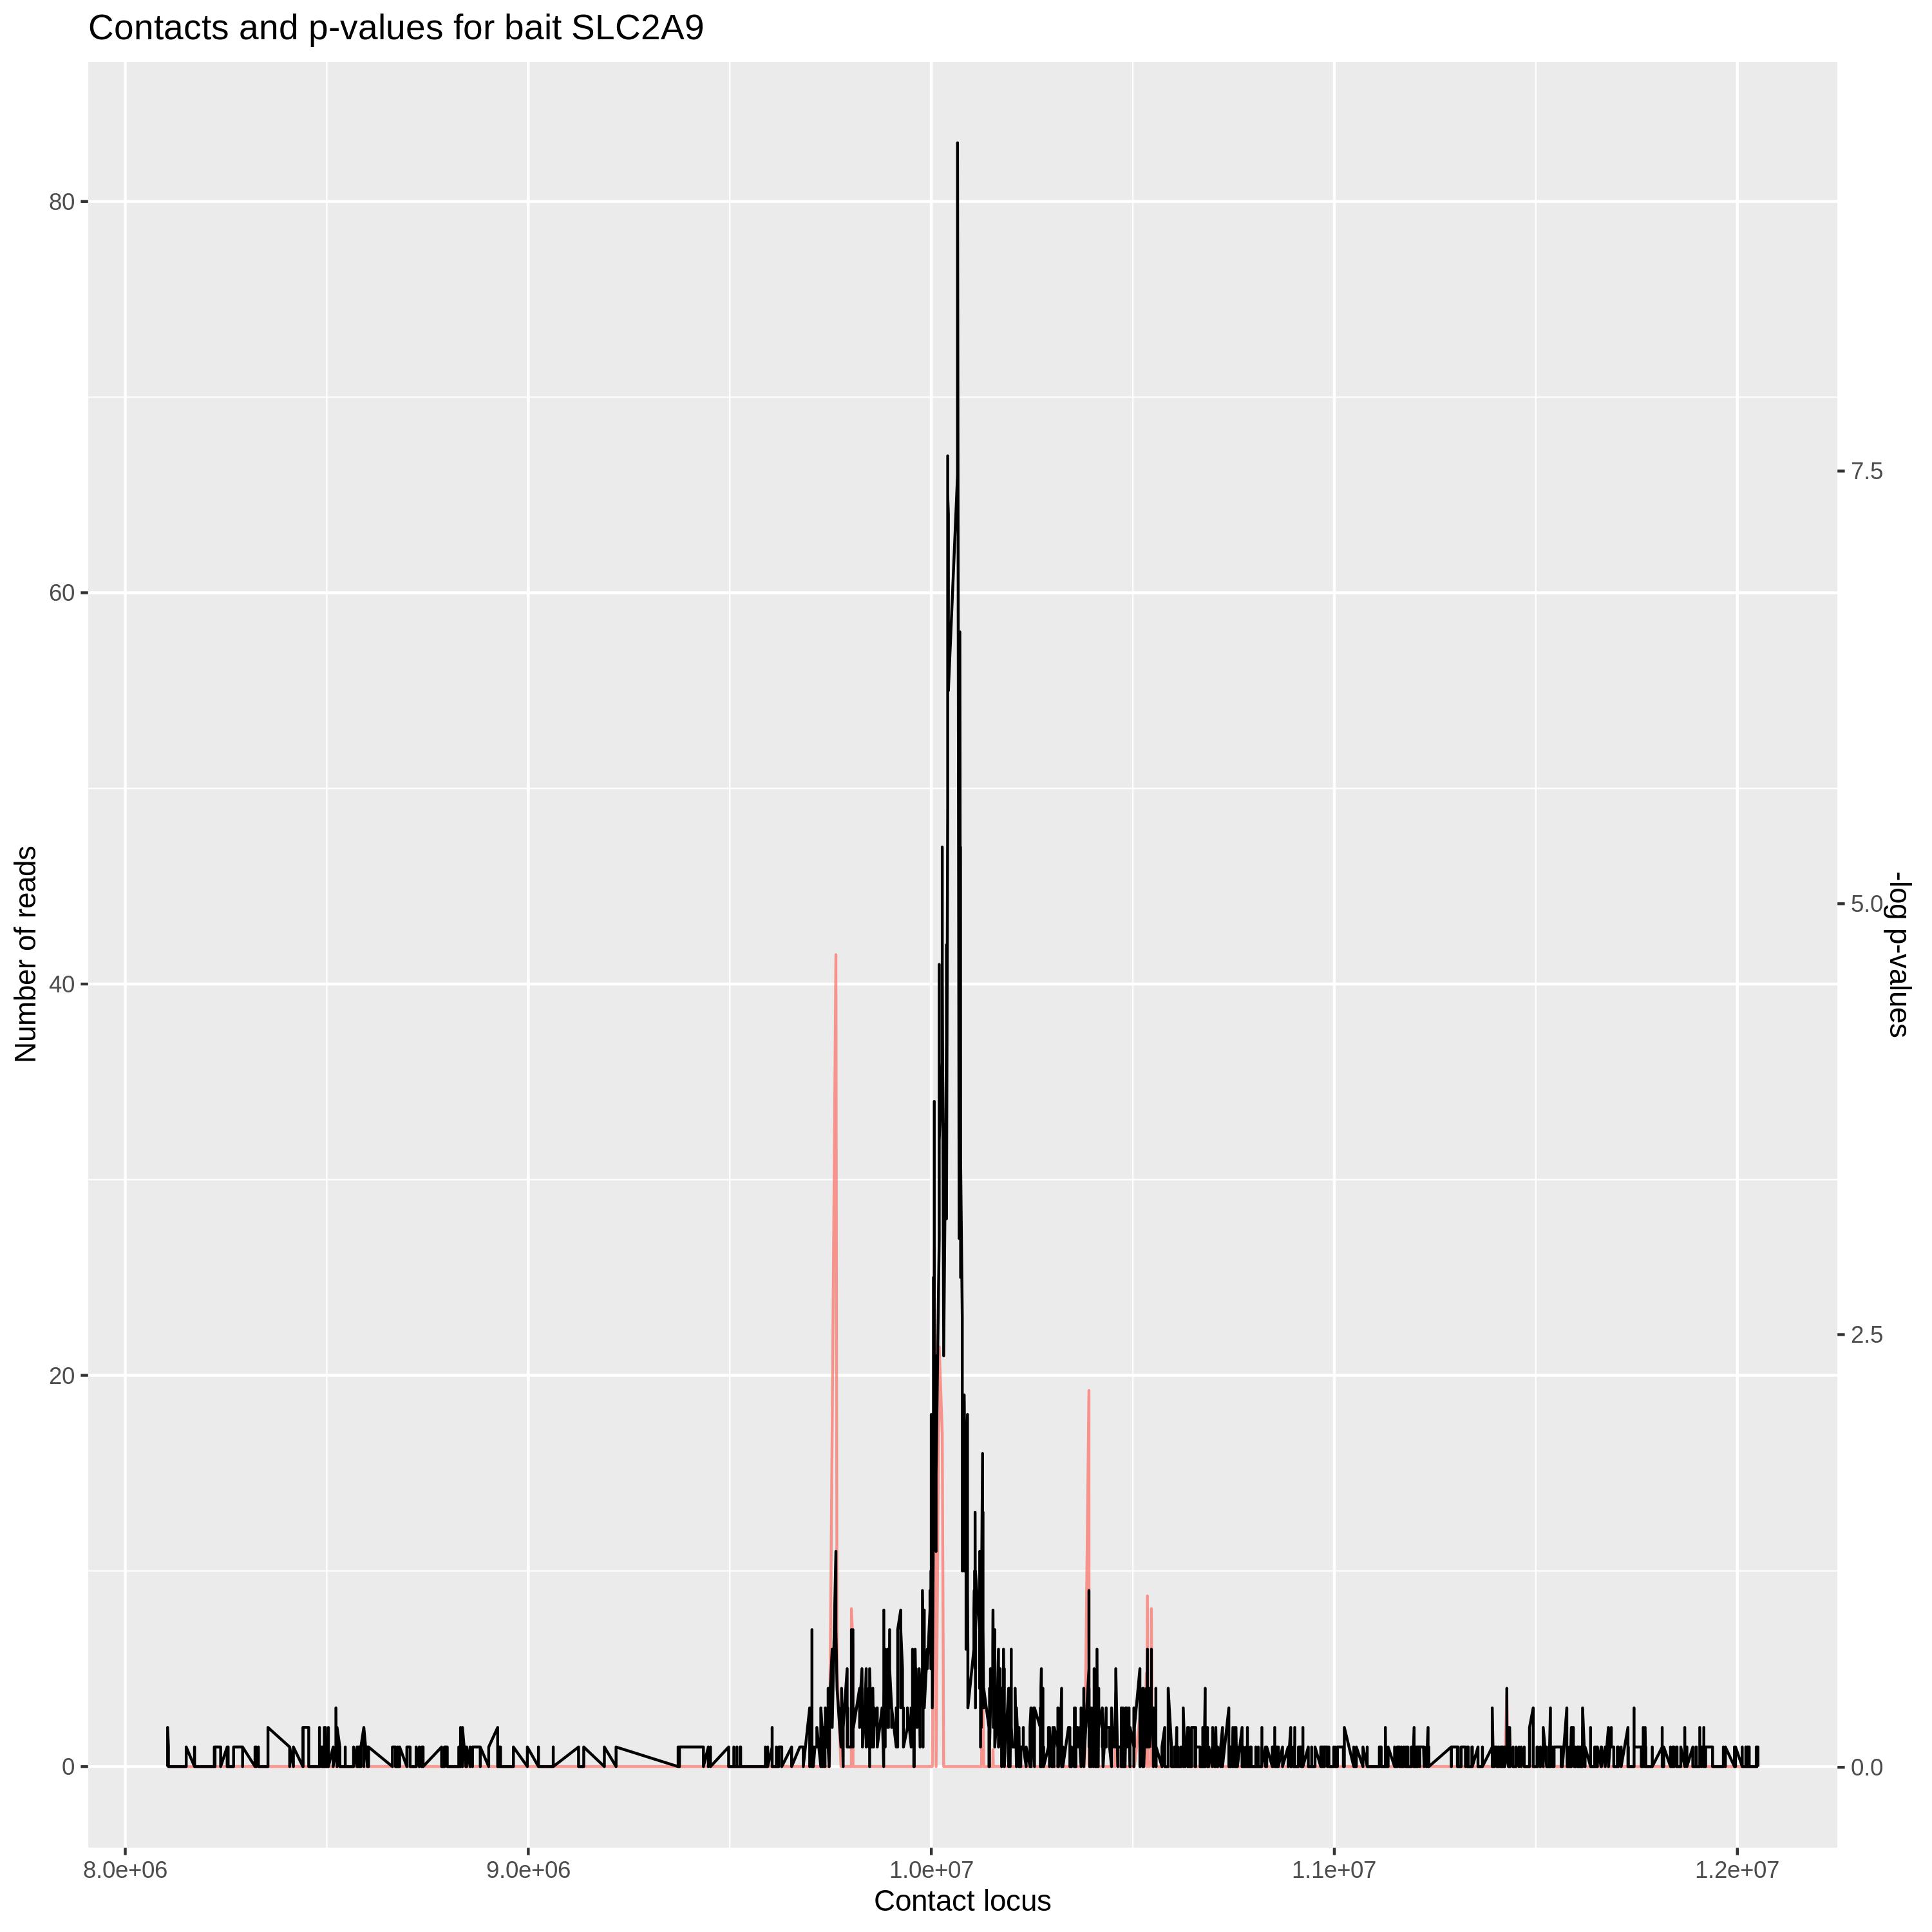 Contacts and p-values for bait SLC2A9
80
60
40
20
0
Number of reads
7.5
5.0
2.5
0.0
-log p-values
8.0e+06
9.0e+06
1.0e+07
1.1e+07
1.2e+07
Contact locus